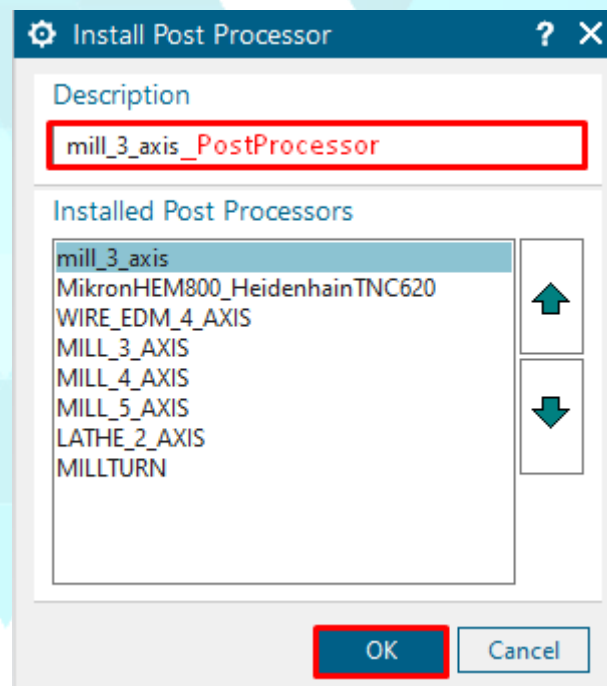 Install Post Processor ? X
Description
mill_3_axis_PostProcessor
Installed Post Processors
mill_3_axis
MikronHEM800_HeidenhainTNC620
WIRE_EDM_4_AXIS
MILL_3_AXIS
MILL_4_AXIS
MILL_5_AXIS
LATHE_2_AXIS
MILLTURN
OK Cancel